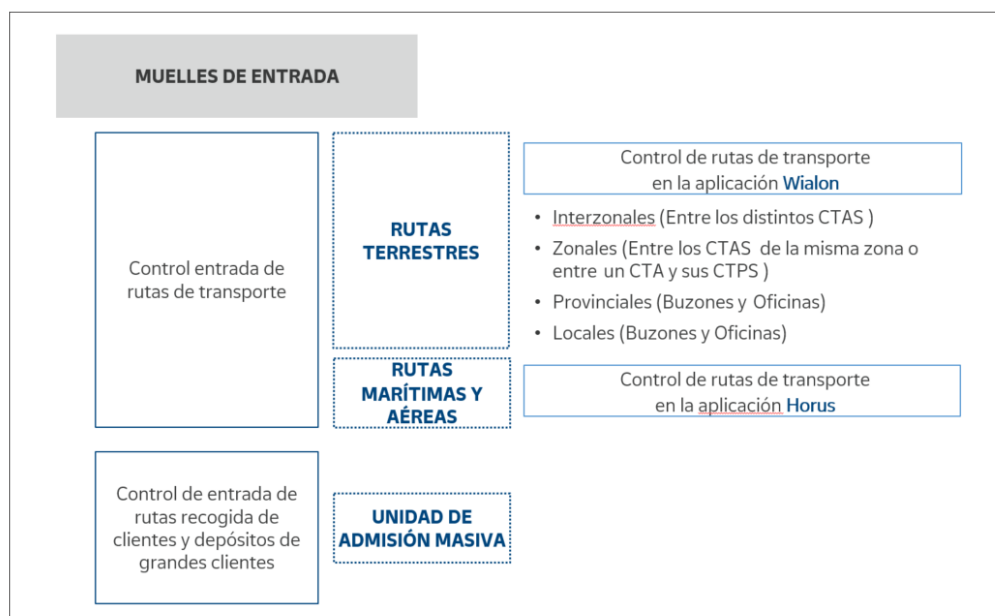 MUELLES DE ENTRADA
Control entrada de
rutas de transporte
RUTAS
TERRESTRES
Control de rutas de transporte
en la aplicación Wialon
• Interzonales (Entre los distintos CTAS )
• Zonales (Entre los CTAS de la misma zona o
entre un CTA y sus CTPS )
• Provinciales (Buzones y Oficinas)
• Locales (Buzones y Oficinas)
RUTAS
MARÍTIMAS Y
AÉREAS
Control de rutas de transporte
en la aplicación Horus
Control de entrada de
rutas recogida de
clientes y depósitos de
grandes clientes
UNIDAD DE
ADMISIÓN MASIVA